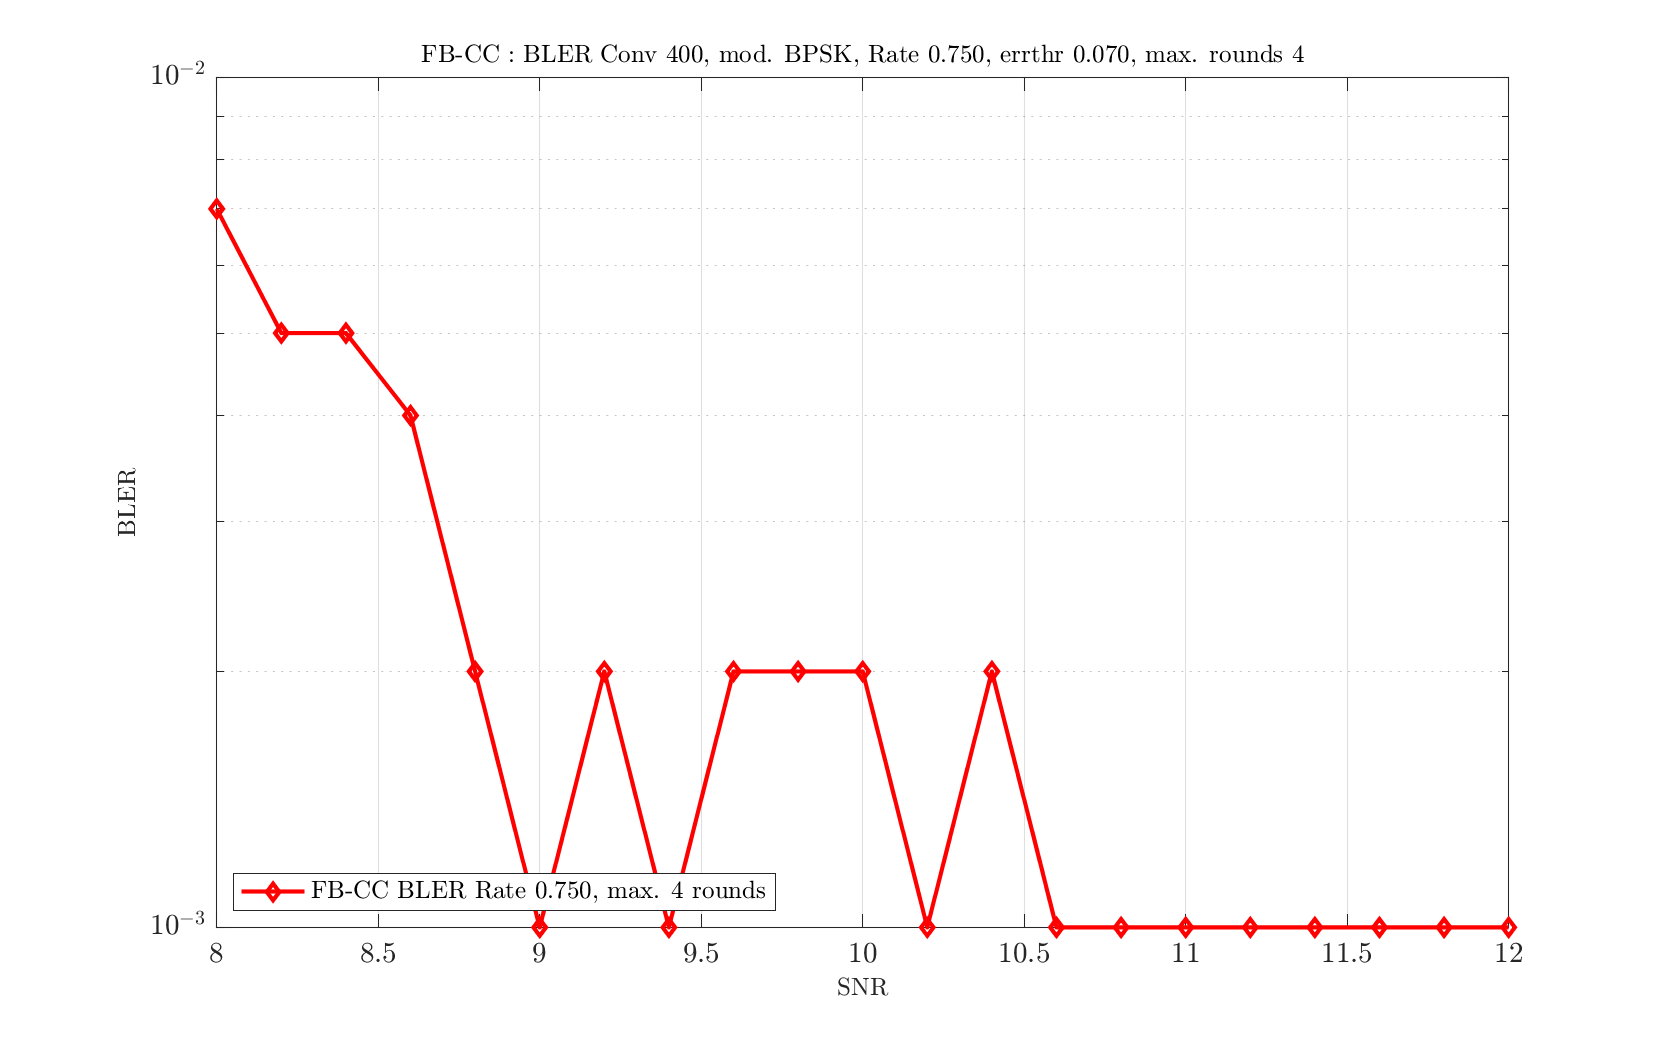 FB-CC : BLER Conv 400, mod. BPSK, Rate 0.750, errthr 0.070, max. rounds 4
10⁻²
BLER
10⁻³
FB-CC BLER Rate 0.750, max. 4 rounds
8 8.5 9 9.5 10 10.5 11 11.5 12
SNR